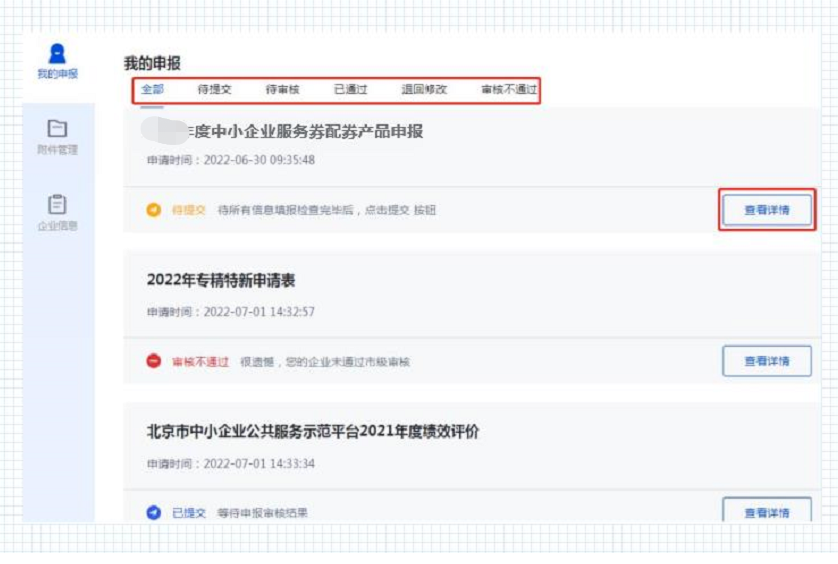 我的申报
附件管理
企业信息
我的申报
全部 待提交 待审核 已通过 退回修改 审核不通过
年度中小企业服务券配券产品申报
申请时间：2022-06-30 09:35:48
待提交 待所有信息填报检查完毕后，点击提交 按钮
查看详情
2022年专精特新申请表
申请时间：2022-07-01 14:32:57
审核不通过 很遗憾，您的企业未通过市级审核
查看详情
北京市中小企业公共服务示范平台2021年度绩效评价
申请时间：2022-07-01 14:33:34
已提交 等待申报审核结果
查看详情